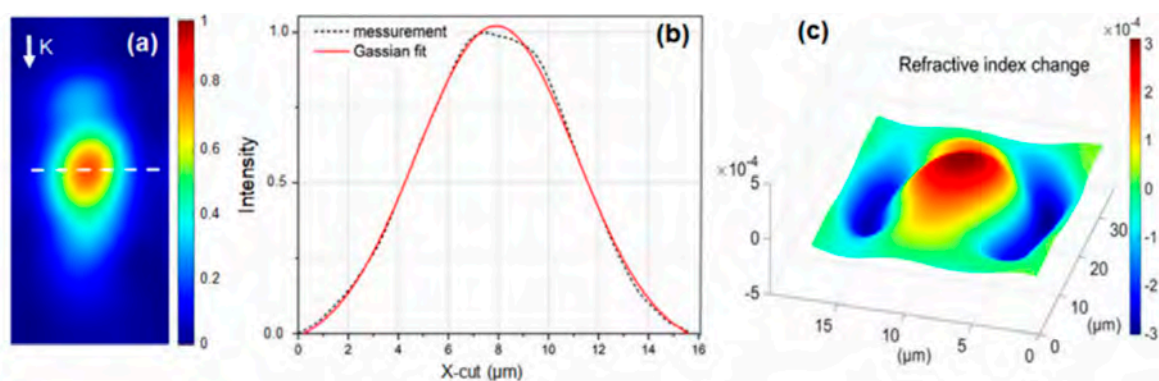 K
(a)
1
0.8
0.6
0.4
0.2
0
Intensity
1.0
0.5
0.0
messurement
Gassian fit
(b)
0 2 4 6 8 10 12 14 16
X-cut (μm)
(c)
Refractive index change
×10⁻⁴
5
0
-5
15 10 5 0
(μm)
0 10 20 30
(μm)
×10⁻⁴
3
2
1
0
-1
-2
-3